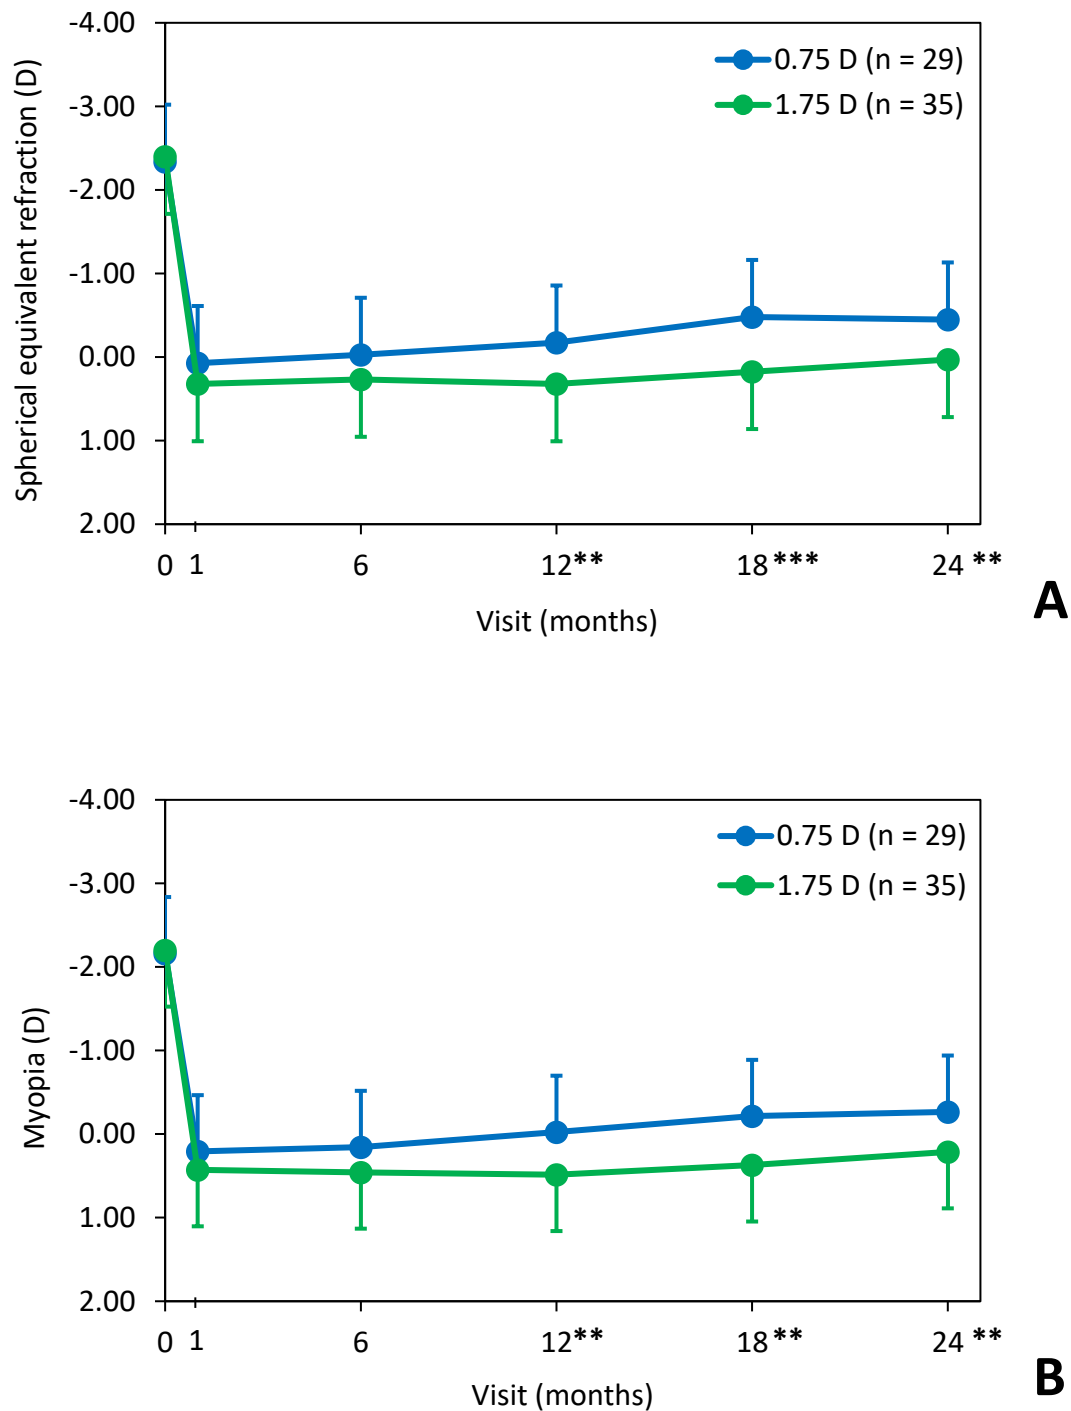 -4.00
-3.00
-2.00
-1.00
0.00
1.00
2.00
Spherical equivalent refraction (D)
0.75 D (n = 29)
1.75 D (n = 35)
0 1 6 12** 18*** 24 **
Visit (months)
A
-4.00
-3.00
-2.00
-1.00
0.00
1.00
2.00
Myopia (D)
0.75 D (n = 29)
1.75 D (n = 35)
0 1 6 12** 18** 24 **
Visit (months)
B